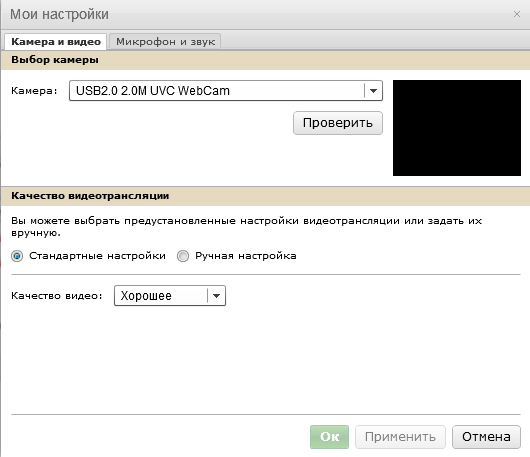 Мои настройки
Камера и видео
Микрофон и звук
Выбор камеры
Камера:
USB2.0 2.0M UVC WebCam
Проверить
Качество видеотрансляции
Вы можете выбрать предустановленные настройки видеотрансляции или задать их
вручную.
Стандартные настройки
Ручная настройка
Качество видео:
Хорошее
Ок
Применить
Отмена